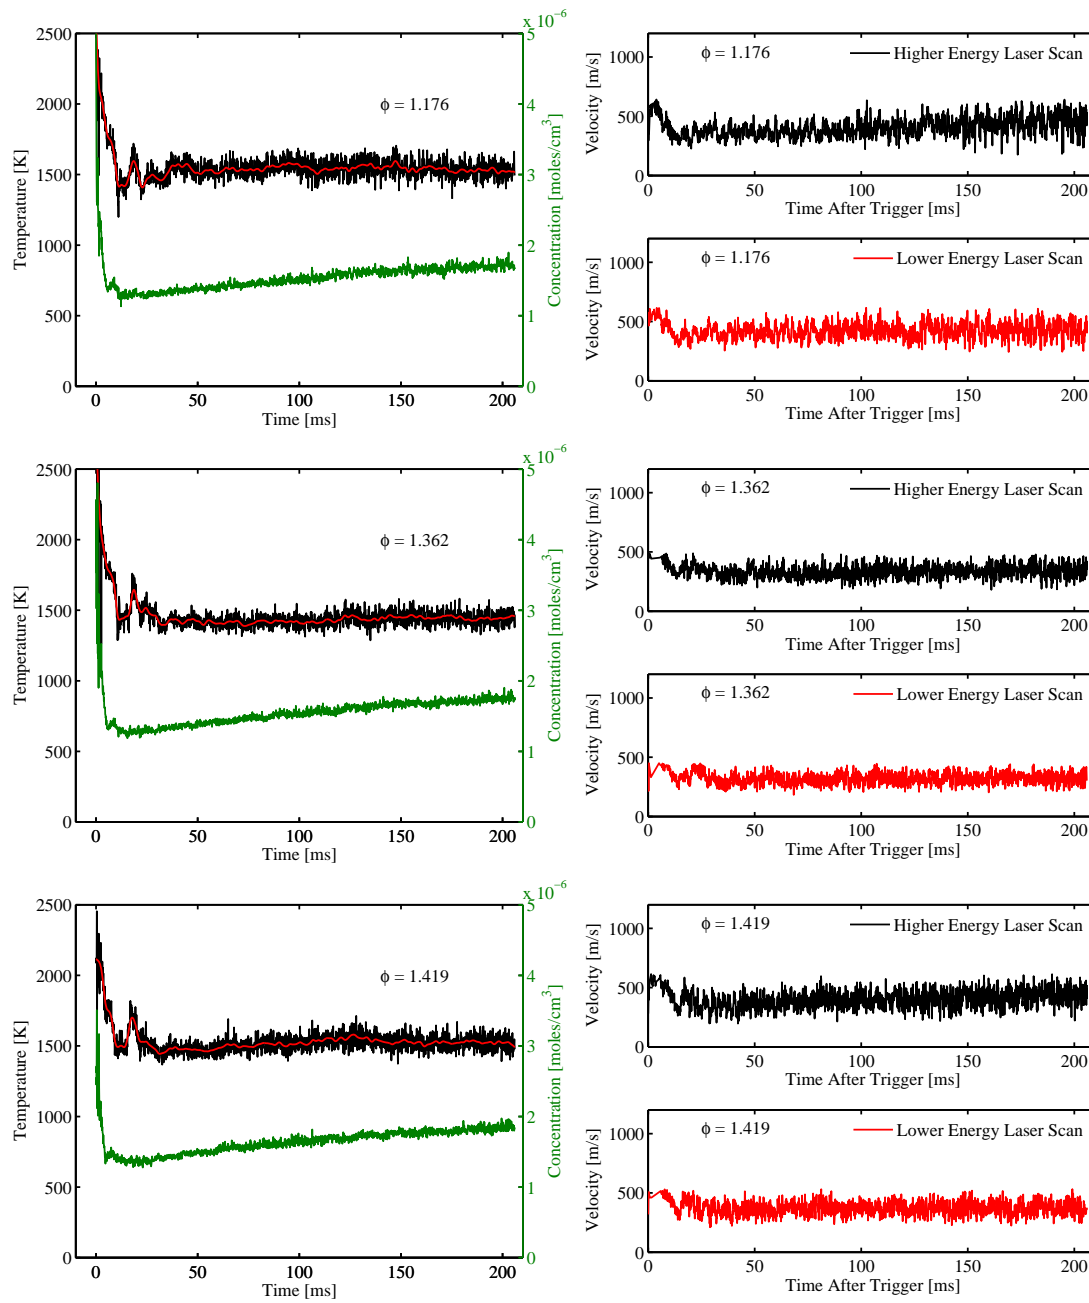 x 10⁻⁶
2500
2000
1500
1000
500
0
Temperature [K]
ϕ = 1.176
5
4
3
2
1
0
Concentration [moles/cm³]
0 50 100 150 200
Time [ms]
1000
500
0
Velocity [m/s]
ϕ = 1.176
Higher Energy Laser Scan
0 50 100 150 200
Time After Trigger [ms]
1000
500
0
Velocity [m/s]
ϕ = 1.176
Lower Energy Laser Scan
0 50 100 150 200
Time After Trigger [ms]
x 10⁻⁶
2500
2000
1500
1000
500
0
Temperature [K]
ϕ = 1.362
5
4
3
2
1
0
Concentration [moles/cm³]
0 50 100 150 200
Time [ms]
1000
500
0
Velocity [m/s]
ϕ = 1.362
Higher Energy Laser Scan
0 50 100 150 200
Time After Trigger [ms]
1000
500
0
Velocity [m/s]
ϕ = 1.362
Lower Energy Laser Scan
0 50 100 150 200
Time After Trigger [ms]
x 10⁻⁶
2500
2000
1500
1000
500
0
Temperature [K]
ϕ = 1.419
5
4
3
2
1
0
Concentration [moles/cm³]
0 50 100 150 200
Time [ms]
1000
500
0
Velocity [m/s]
ϕ = 1.419
Higher Energy Laser Scan
0 50 100 150 200
Time After Trigger [ms]
1000
500
0
Velocity [m/s]
ϕ = 1.419
Lower Energy Laser Scan
0 50 100 150 200
Time After Trigger [ms]